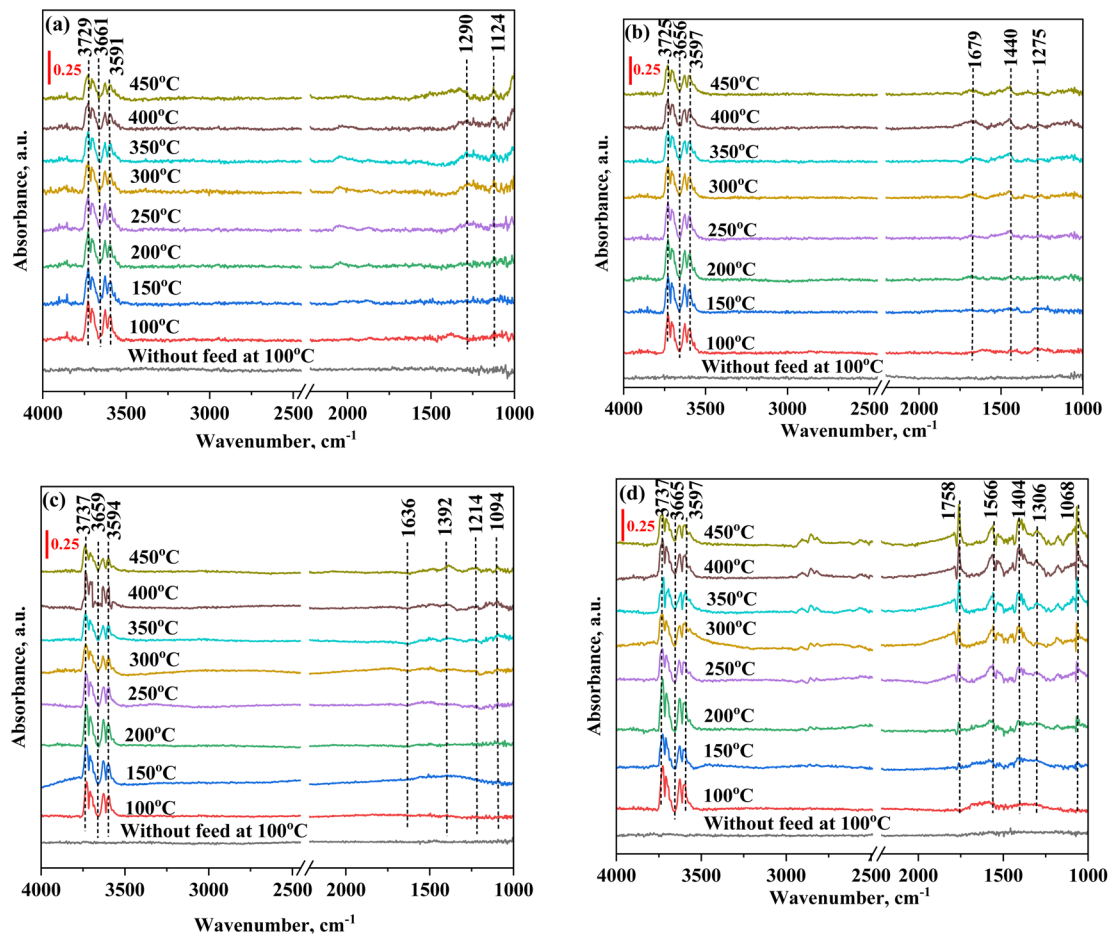 (a)
3729
3661
3591
1290
1124
0.25
450°C
400°C
350°C
300°C
250°C
200°C
150°C
100°C
Without feed at 100°C
4000 3500 3000 2500 2000 1500 1000
Wavenumber, cm-1
Absorbance, a.u.
(b)
3725
3656
3597
1679
1440
1275
0.25
450°C
400°C
350°C
300°C
250°C
200°C
150°C
100°C
Without feed at 100°C
4000 3500 3000 2500 2000 1500 1000
Wavenumber, cm-1
Absorbance, a.u.
(c)
3737
3659
3594
1636
1392
1214
1094
0.25
450°C
400°C
350°C
300°C
250°C
200°C
150°C
100°C
Without feed at 100°C
4000 3500 3000 2500 2000 1500 1000
Wavenumber, cm-1
Absorbance, a.u.
(d)
3737
3665
3597
1758
1566
1404
1306
1068
0.25
450°C
400°C
350°C
300°C
250°C
200°C
150°C
100°C
Without feed at 100°C
4000 3500 3000 2500 2000 1500 1000
Wavenumber, cm-1
Absorbance, a.u.